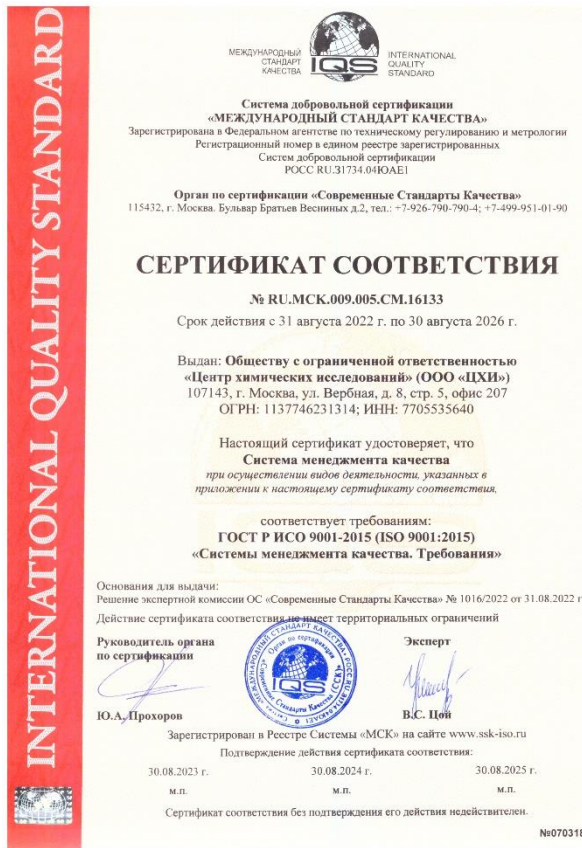 INTERNATIONAL QUALITY STANDARD
МЕЖДУНАРОДНЫЙ
СТАНДАРТ
КАЧЕСТВА
IQS
INTERNATIONAL
QUALITY
STANDARD
Система добровольной сертификации
«МЕЖДУНАРОДНЫЙ СТАНДАРТ КАЧЕСТВА»
Зарегистрирована в Федеральном агентстве по техническому регулированию и метрологии
Регистрационный номер в едином реестре зарегистрированных
Систем добровольной сертификации
РОСС RU.З1734.04ЮАЕ1
Орган по сертификации «Современные Стандарты Качества»
115432, г. Москва. Бульвар Братьев Весниных д.2, тел.: +7-926-790-790-4; +7-499-951-01-90
СЕРТИФИКАТ СООТВЕТСТВИЯ
№ RU.МСК.009.005.СМ.16133
Срок действия с 31 августа 2022 г. по 30 августа 2026 г.
Выдан: Обществу с ограниченной ответственностью
«Центр химических исследований» (ООО «ЦХИ»)
107143, г. Москва, ул. Вербная, д. 8, стр. 5, офис 207
ОГРН: 1137746231314; ИНН: 7705535640
Настоящий сертификат удостоверяет, что
Система менеджмента качества
при осуществлении видов деятельности, указанных в
приложении к настоящему сертификату соответствия,
соответствует требованиям:
ГОСТ Р ИСО 9001-2015 (ISO 9001:2015)
«Системы менеджмента качества. Требования»
Основания для выдачи:
Решение экспертной комиссии ОС «Современные Стандарты Качества» № 1016/2022 от 31.08.2022 г
Действие сертификата соответствия не имеет территориальных ограничений
Руководитель органа
по сертификации
Эксперт
IQS
Ю.А. Прохоров
В.С. Цой
Зарегистрирован в Реестре Системы «МСК» на сайте www.ssk-iso.ru
Подтверждение действия сертификата соответствия:
30.08.2023 г.
30.08.2024 г.
30.08.2025 г.
м.п.
м.п.
м.п.
Сертификат соответствия без подтверждения его действия недействителен.
№070318